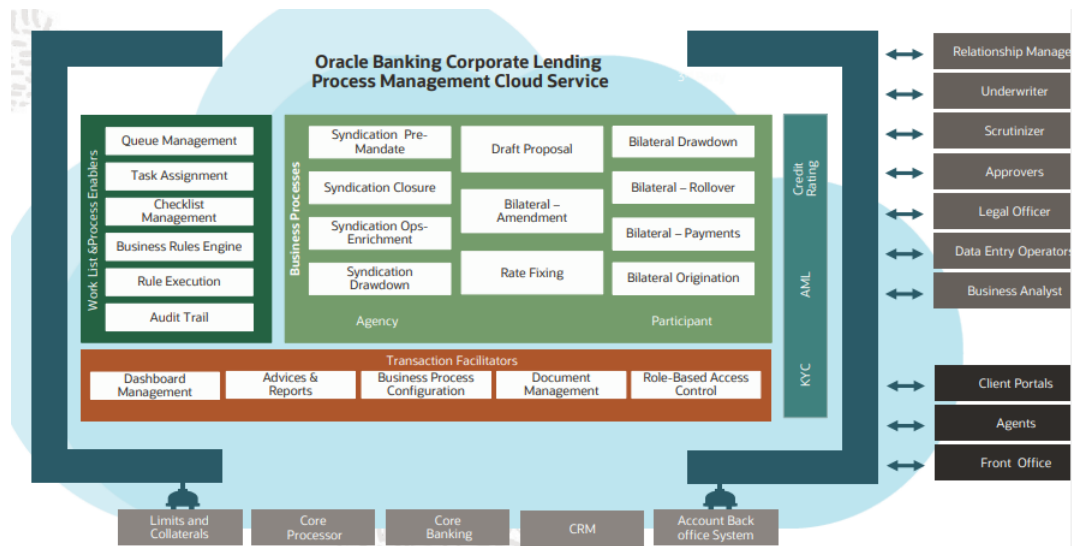 Oracle Banking Corporate Lending
Process Management Cloud Service
Work List &Process Enablers
Queue Management
Task Assignment
Checklist
Management
Business Rules Engine
Rule Execution
Audit Trail
Business Processes
Syndication Pre-
Mandate
Syndication Closure
Syndication Ops-
Enrichment
Syndication
Drawdown
Draft Proposal
Bilateral –
Amendment
Rate Fixing
Bilateral Drawdown
Bilateral – Rollover
Bilateral – Payments
Bilateral Origination
Agency
Participant
Credit
Rating
AML
KYC
Transaction Facilitators
Dashboard
Management
Advices &
Reports
Business Process
Configuration
Document
Management
Role-Based Access
Control
Relationship Manage
Underwriter
Scrutinizer
Approvers
Legal Officer
Data Entry Operators
Business Analyst
Client Portals
Agents
Front Office
Limits and
Collaterals
Core
Processor
Core
Banking
CRM
Account Back
office System